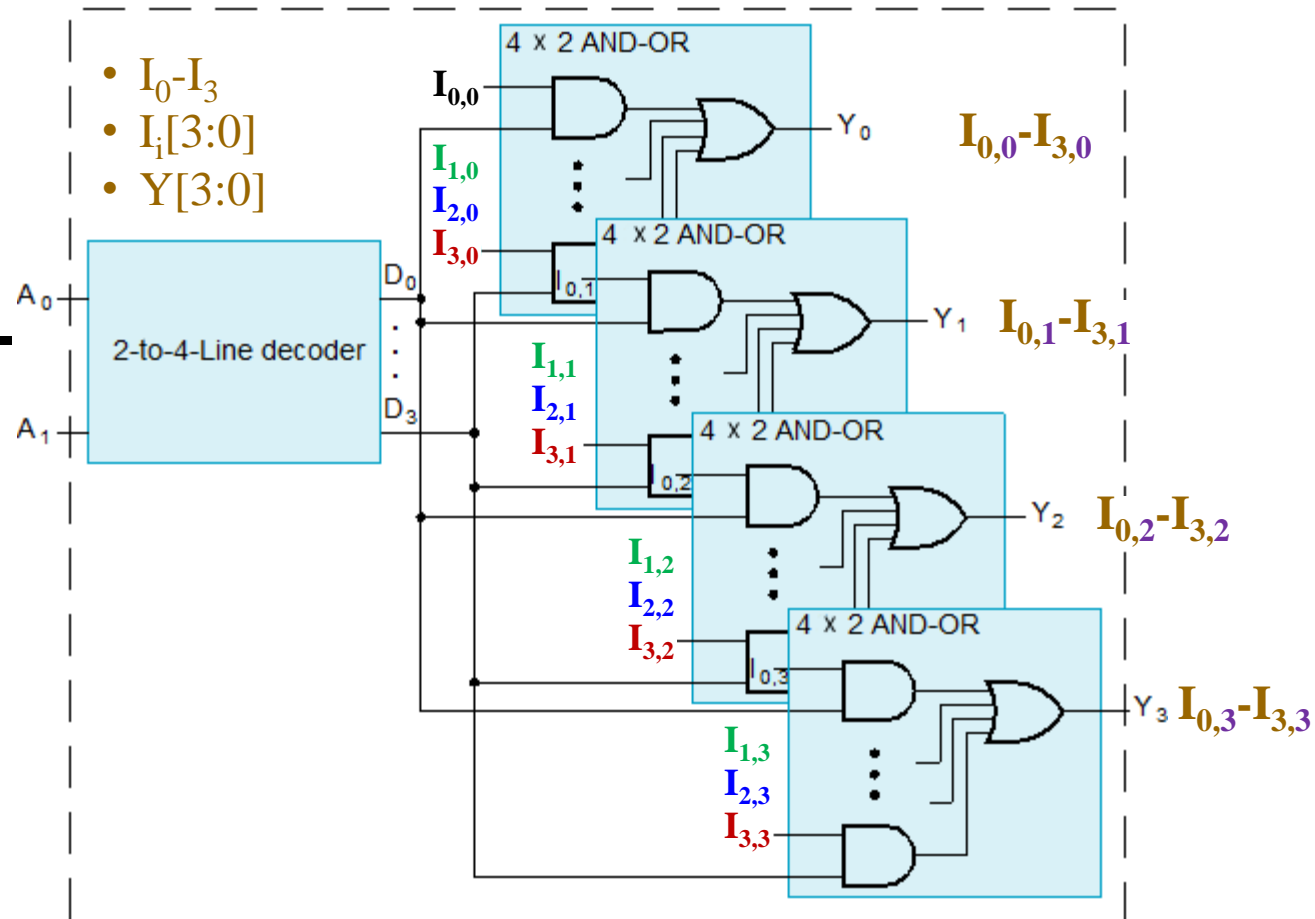 • I0-I3
• Ii[3:0]
• Y[3:0]
4 x 2 AND-OR
I0,0
I1,0
I2,0
I3,0
Y0
I0,0-I3,0
2-to-4-Line decoder
A0
A1
D0
D3
4 x 2 AND-OR
I0,1
I1,1
I2,1
I3,1
Y1
I0,1-I3,1
4 x 2 AND-OR
I0,2
I1,2
I2,2
I3,2
Y2
I0,2-I3,2
4 x 2 AND-OR
I0,3
I1,3
I2,3
I3,3
Y3
I0,3-I3,3